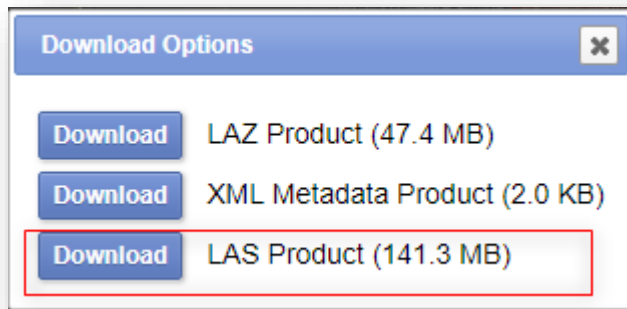 Download Options
Download LAZ Product (47.4 MB)
Download XML Metadata Product (2.0 KB)
Download LAS Product (141.3 MB)